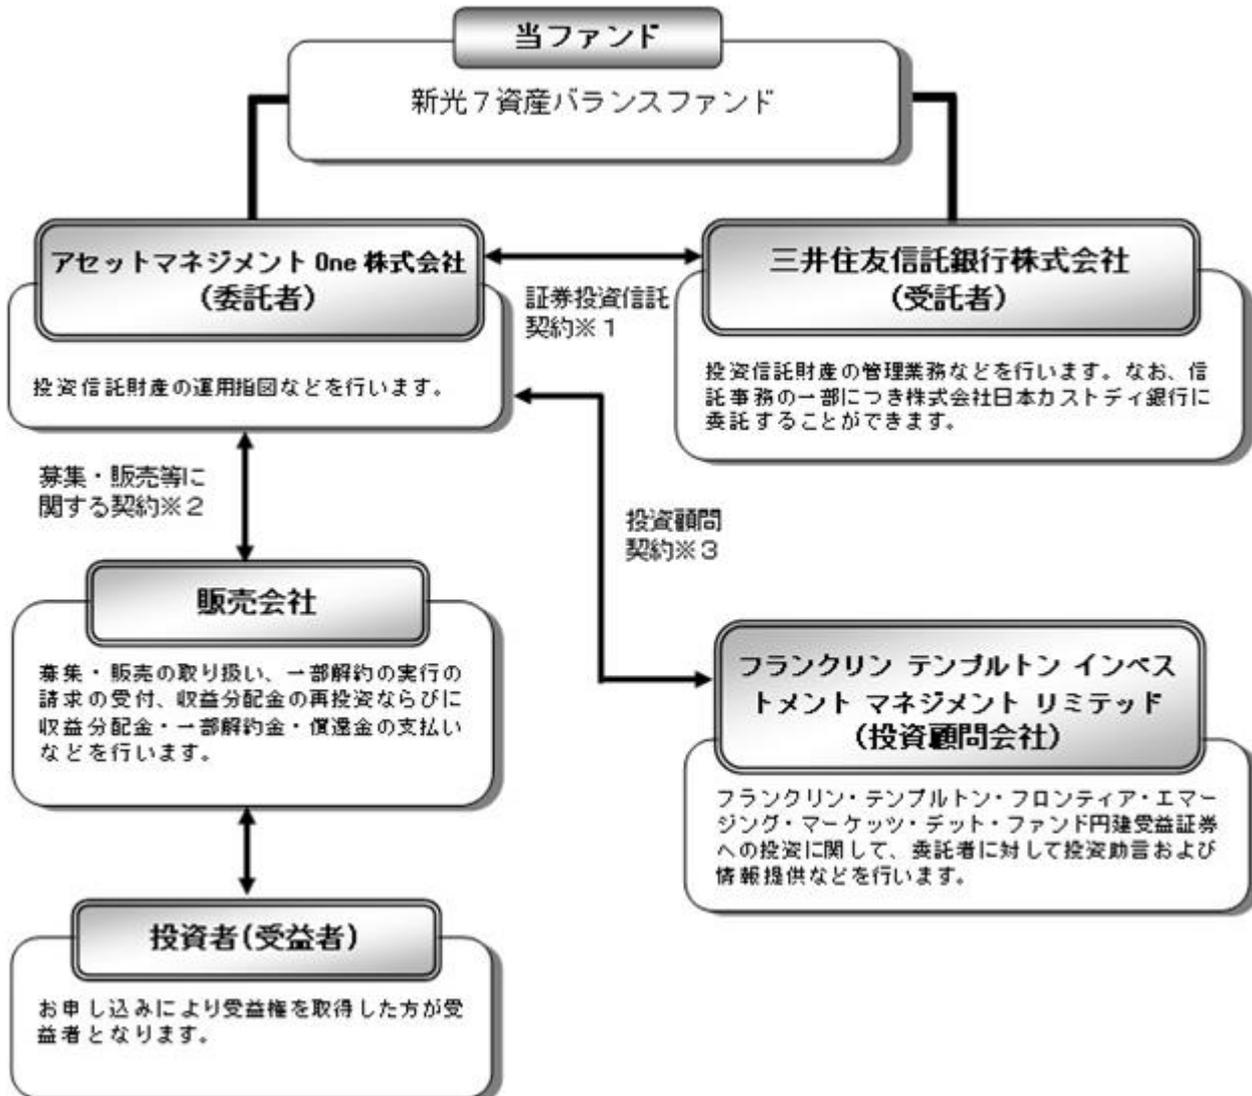 当ファンド
新光７資産バランスファンド
アセットマネジメント One 株式会社
（委託者）
投資信託財産の運用指図などを行います。
証券投資信託
契約※１
三井住友信託銀行株式会社
（受託者）
投資信託財産の管理業務などを行います。なお、信
託事務の一部につき株式会社日本カストディ銀行に
委託することができます。
募集・販売等に
関する契約※２
投資顧問
契約※３
販売会社
募集・販売の取り扱い、一部解約の実行の
請求の受付、収益分配金の再投資ならびに
収益分配金・一部解約金・償還金の支払い
などを行います。
フランクリン テンプルトン インベス
トメント マネジメント リミテッド
（投資顧問会社）
フランクリン・テンプルトン・フロンティア・エマー
ジング・マーケッツ・デット・ファンド円建受益証券
への投資に関して、委託者に対して投資助言および
情報提供などを行います。
投資者（受益者）
お申し込みにより受益権を取得した方が受
益者となります。